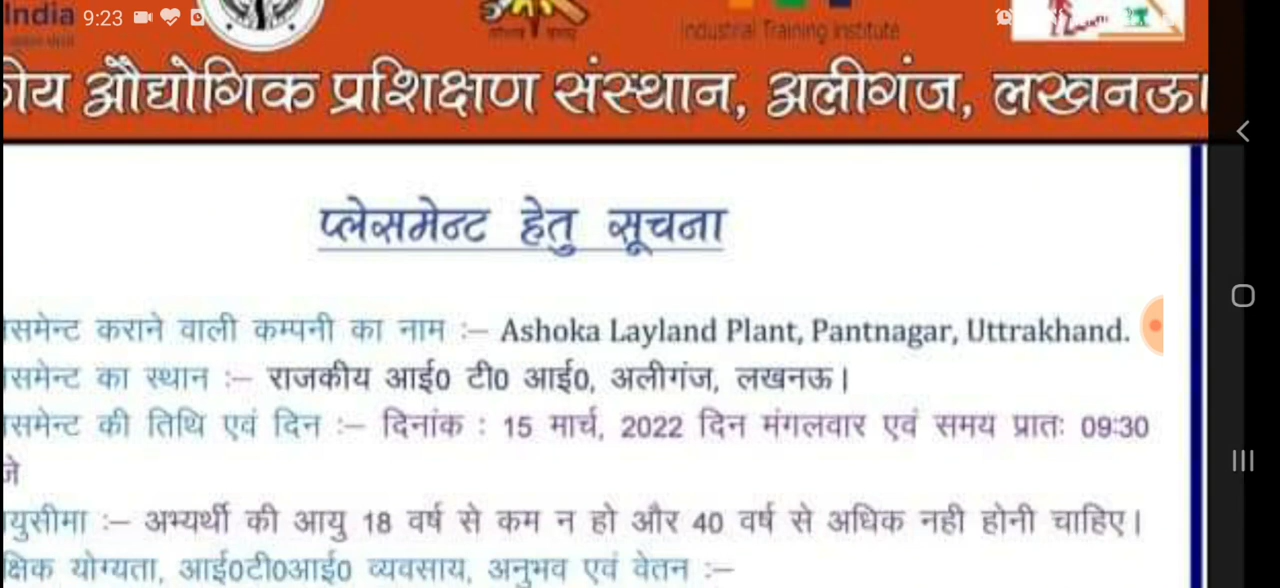 India
9:23
Industrial Training Institute
ीय औद्योगिक प्रशिक्षण संस्थान, अलीगंज, लखनऊ।
प्लेसमेन्ट हेतु सूचना
समेन्ट कराने वाली कम्पनी का नाम :– Ashoka Layland Plant, Pantnagar, Uttrakhand.
समेन्ट का स्थान :– राजकीय आई0 टी0 आई0, अलीगंज, लखनऊ।
समेन्ट की तिथि एवं दिन :– दिनांक : 15 मार्च, 2022 दिन मंगलवार एवं समय प्रातः 09:30
जे
युसीमा :– अभ्यर्थी की आयु 18 वर्ष से कम न हो और 40 वर्ष से अधिक नही होनी चाहिए।
क्षिक योग्यता, आई0टी0आई0 व्यवसाय, अनुभव एवं वेतन :–